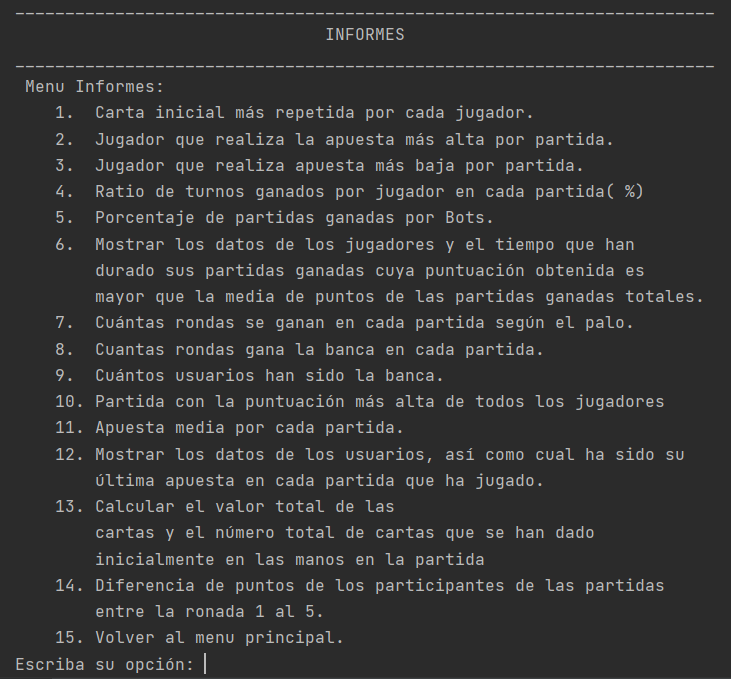 ----------------------------------------------------------------------
INFORMES
----------------------------------------------------------------------
Menu Informes:
1. Carta inicial más repetida por cada jugador.
2. Jugador que realiza la apuesta más alta por partida.
3. Jugador que realiza apuesta más baja por partida.
4. Ratio de turnos ganados por jugador en cada partida( %)
5. Porcentaje de partidas ganadas por Bots.
6. Mostrar los datos de los jugadores y el tiempo que han
durado sus partidas ganadas cuya puntuación obtenida es
mayor que la media de puntos de las partidas ganadas totales.
7. Cuántas rondas se ganan en cada partida según el palo.
8. Cuantas rondas gana la banca en cada partida.
9. Cuántos usuarios han sido la banca.
10. Partida con la puntuación más alta de todos los jugadores
11. Apuesta media por cada partida.
12. Mostrar los datos de los usuarios, así como cual ha sido su
última apuesta en cada partida que ha jugado.
13. Calcular el valor total de las
cartas y el número total de cartas que se han dado
inicialmente en las manos en la partida
14. Diferencia de puntos de los participantes de las partidas
entre la ronada 1 al 5.
15. Volver al menu principal.
Escriba su opción: